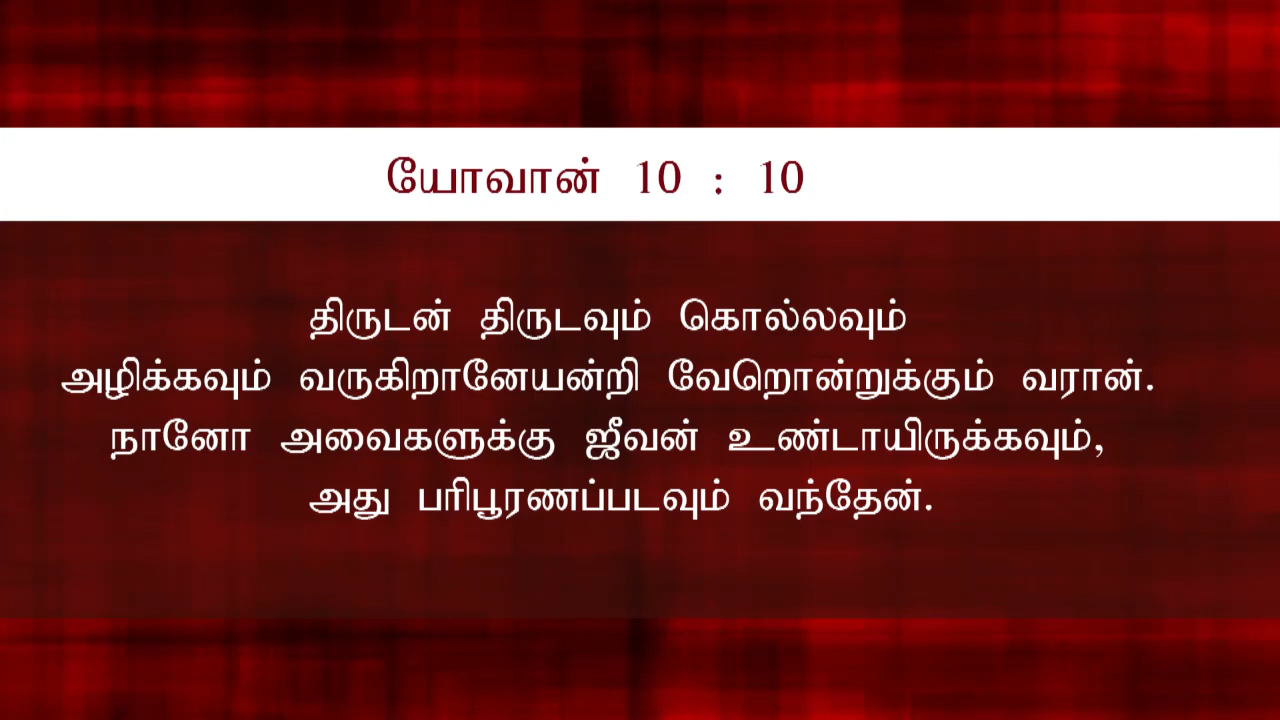 யோவான் 10 : 10
திருடன் திருடவும் கொல்லவும்
அழிக்கவும் வருகிறானேயன்றி வேறொன்றுக்கும் வரான்.
நானோ அவைகளுக்கு ஜீவன் உண்டாயிருக்கவும்,
அது பரிபூரணப்படவும் வந்தேன்.